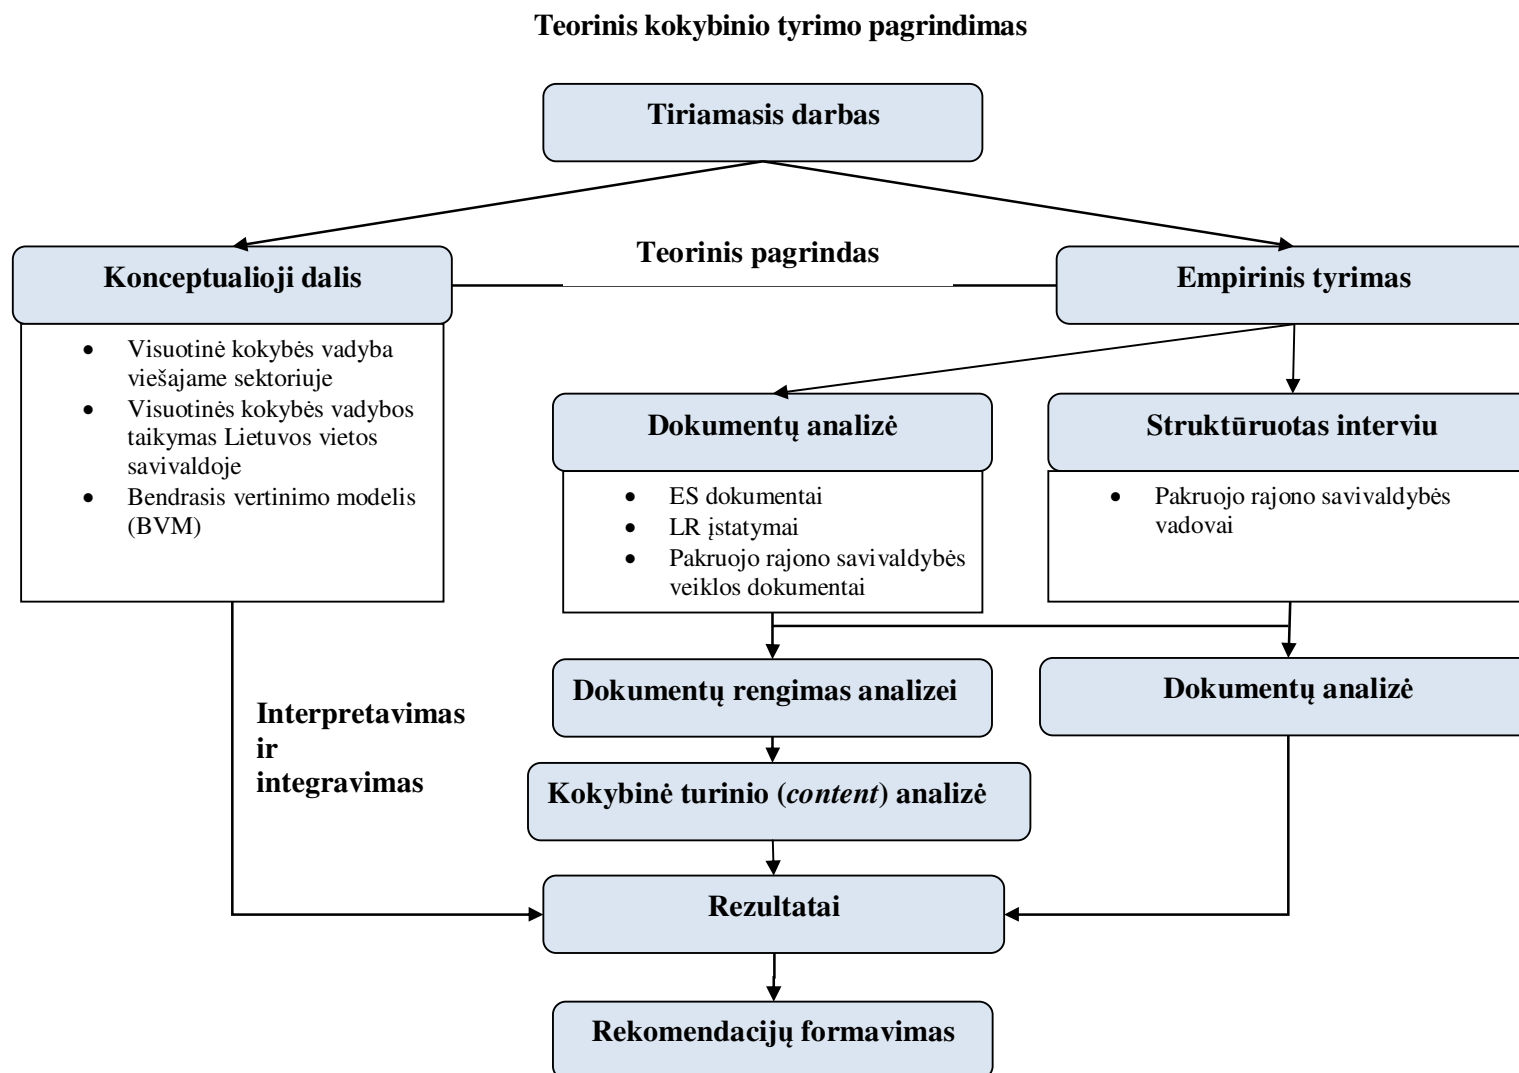 Teorinis kokybinio tyrimo pagrindimas
Tiriamasis darbas
Teorinis pagrindas
Konceptualioji dalis
Empirinis tyrimas
• Visuotinė kokybės vadyba
viešajame sektoriuje
• Visuotinės kokybės vadybos
taikymas Lietuvos vietos
savivaldoje
• Bendrasis vertinimo modelis
(BVM)
Dokumentų analizė
Struktūruotas interviu
• ES dokumentai
• LR įstatymai
• Pakruojo rajono savivaldybės
veiklos dokumentai
• Pakruojo rajono savivaldybės
vadovai
Dokumentų rengimas analizei
Dokumentų analizė
Interpretavimas
ir
integravimas
Kokybinė turinio (content) analizė
Rezultatai
Rekomendacijų formavimas